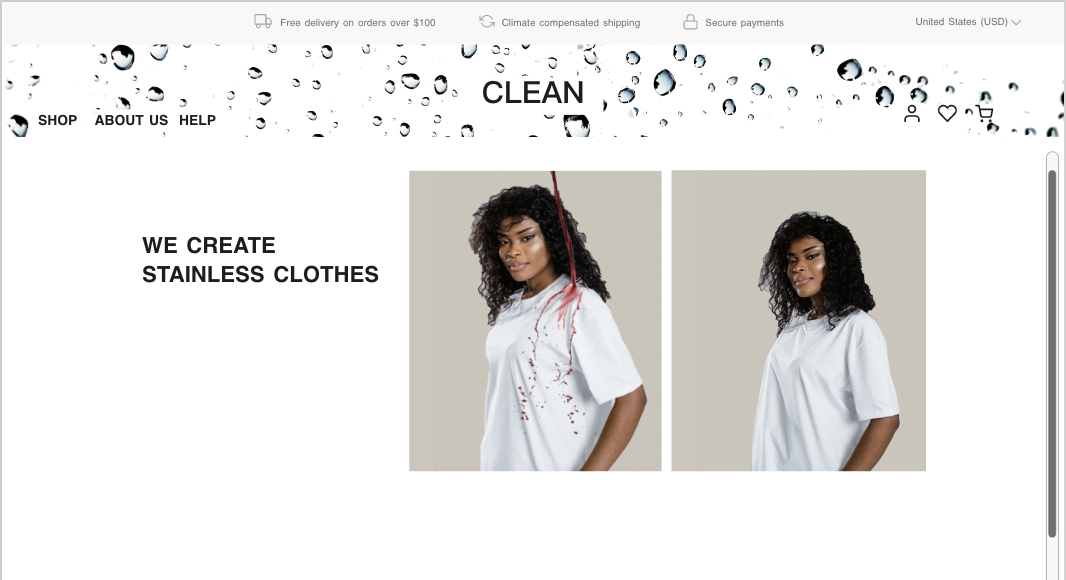 Free delivery on orders over $100
Climate compensated shipping
Secure payments
United States (USD)
CLEAN
SHOP ABOUT US HELP
WE CREATE
STAINLESS CLOTHES